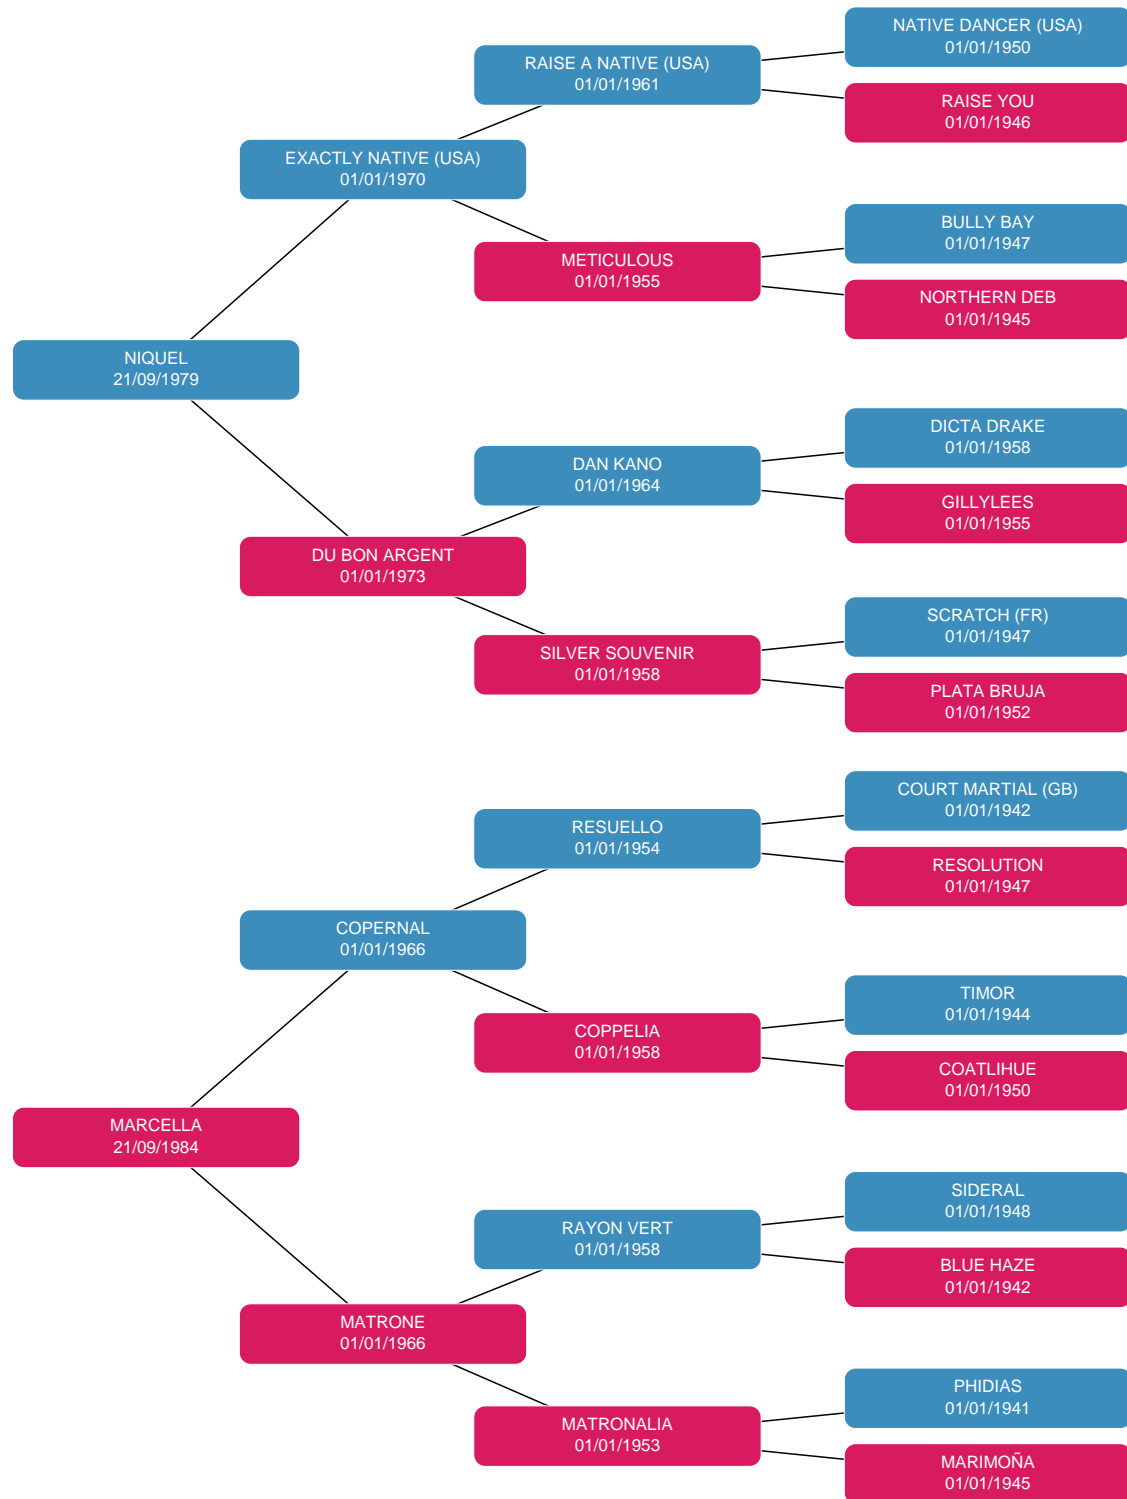 NATIVE DANCER (USA)
01/01/1950
RAISE A NATIVE (USA)
01/01/1961
RAISE YOU
01/01/1946
EXACTLY NATIVE (USA)
01/01/1970
BULLY BAY
01/01/1947
METICULOUS
01/01/1955
NORTHERN DEB
01/01/1945
NIQUEL
21/09/1979
DICTA DRAKE
01/01/1958
DAN KANO
01/01/1964
GILLYLEES
01/01/1955
DU BON ARGENT
01/01/1973
SCRATCH (FR)
01/01/1947
SILVER SOUVENIR
01/01/1958
PLATA BRUJA
01/01/1952
COURT MARTIAL (GB)
01/01/1942
RESUELLO
01/01/1954
RESOLUTION
01/01/1947
COPERNAL
01/01/1966
TIMOR
01/01/1944
COPPELIA
01/01/1958
COATLIHUE
01/01/1950
MARCELLA
21/09/1984
SIDERAL
01/01/1948
RAYON VERT
01/01/1958
BLUE HAZE
01/01/1942
MATRONE
01/01/1966
PHIDIAS
01/01/1941
MATRONALIA
01/01/1953
MARIMOÑA
01/01/1945